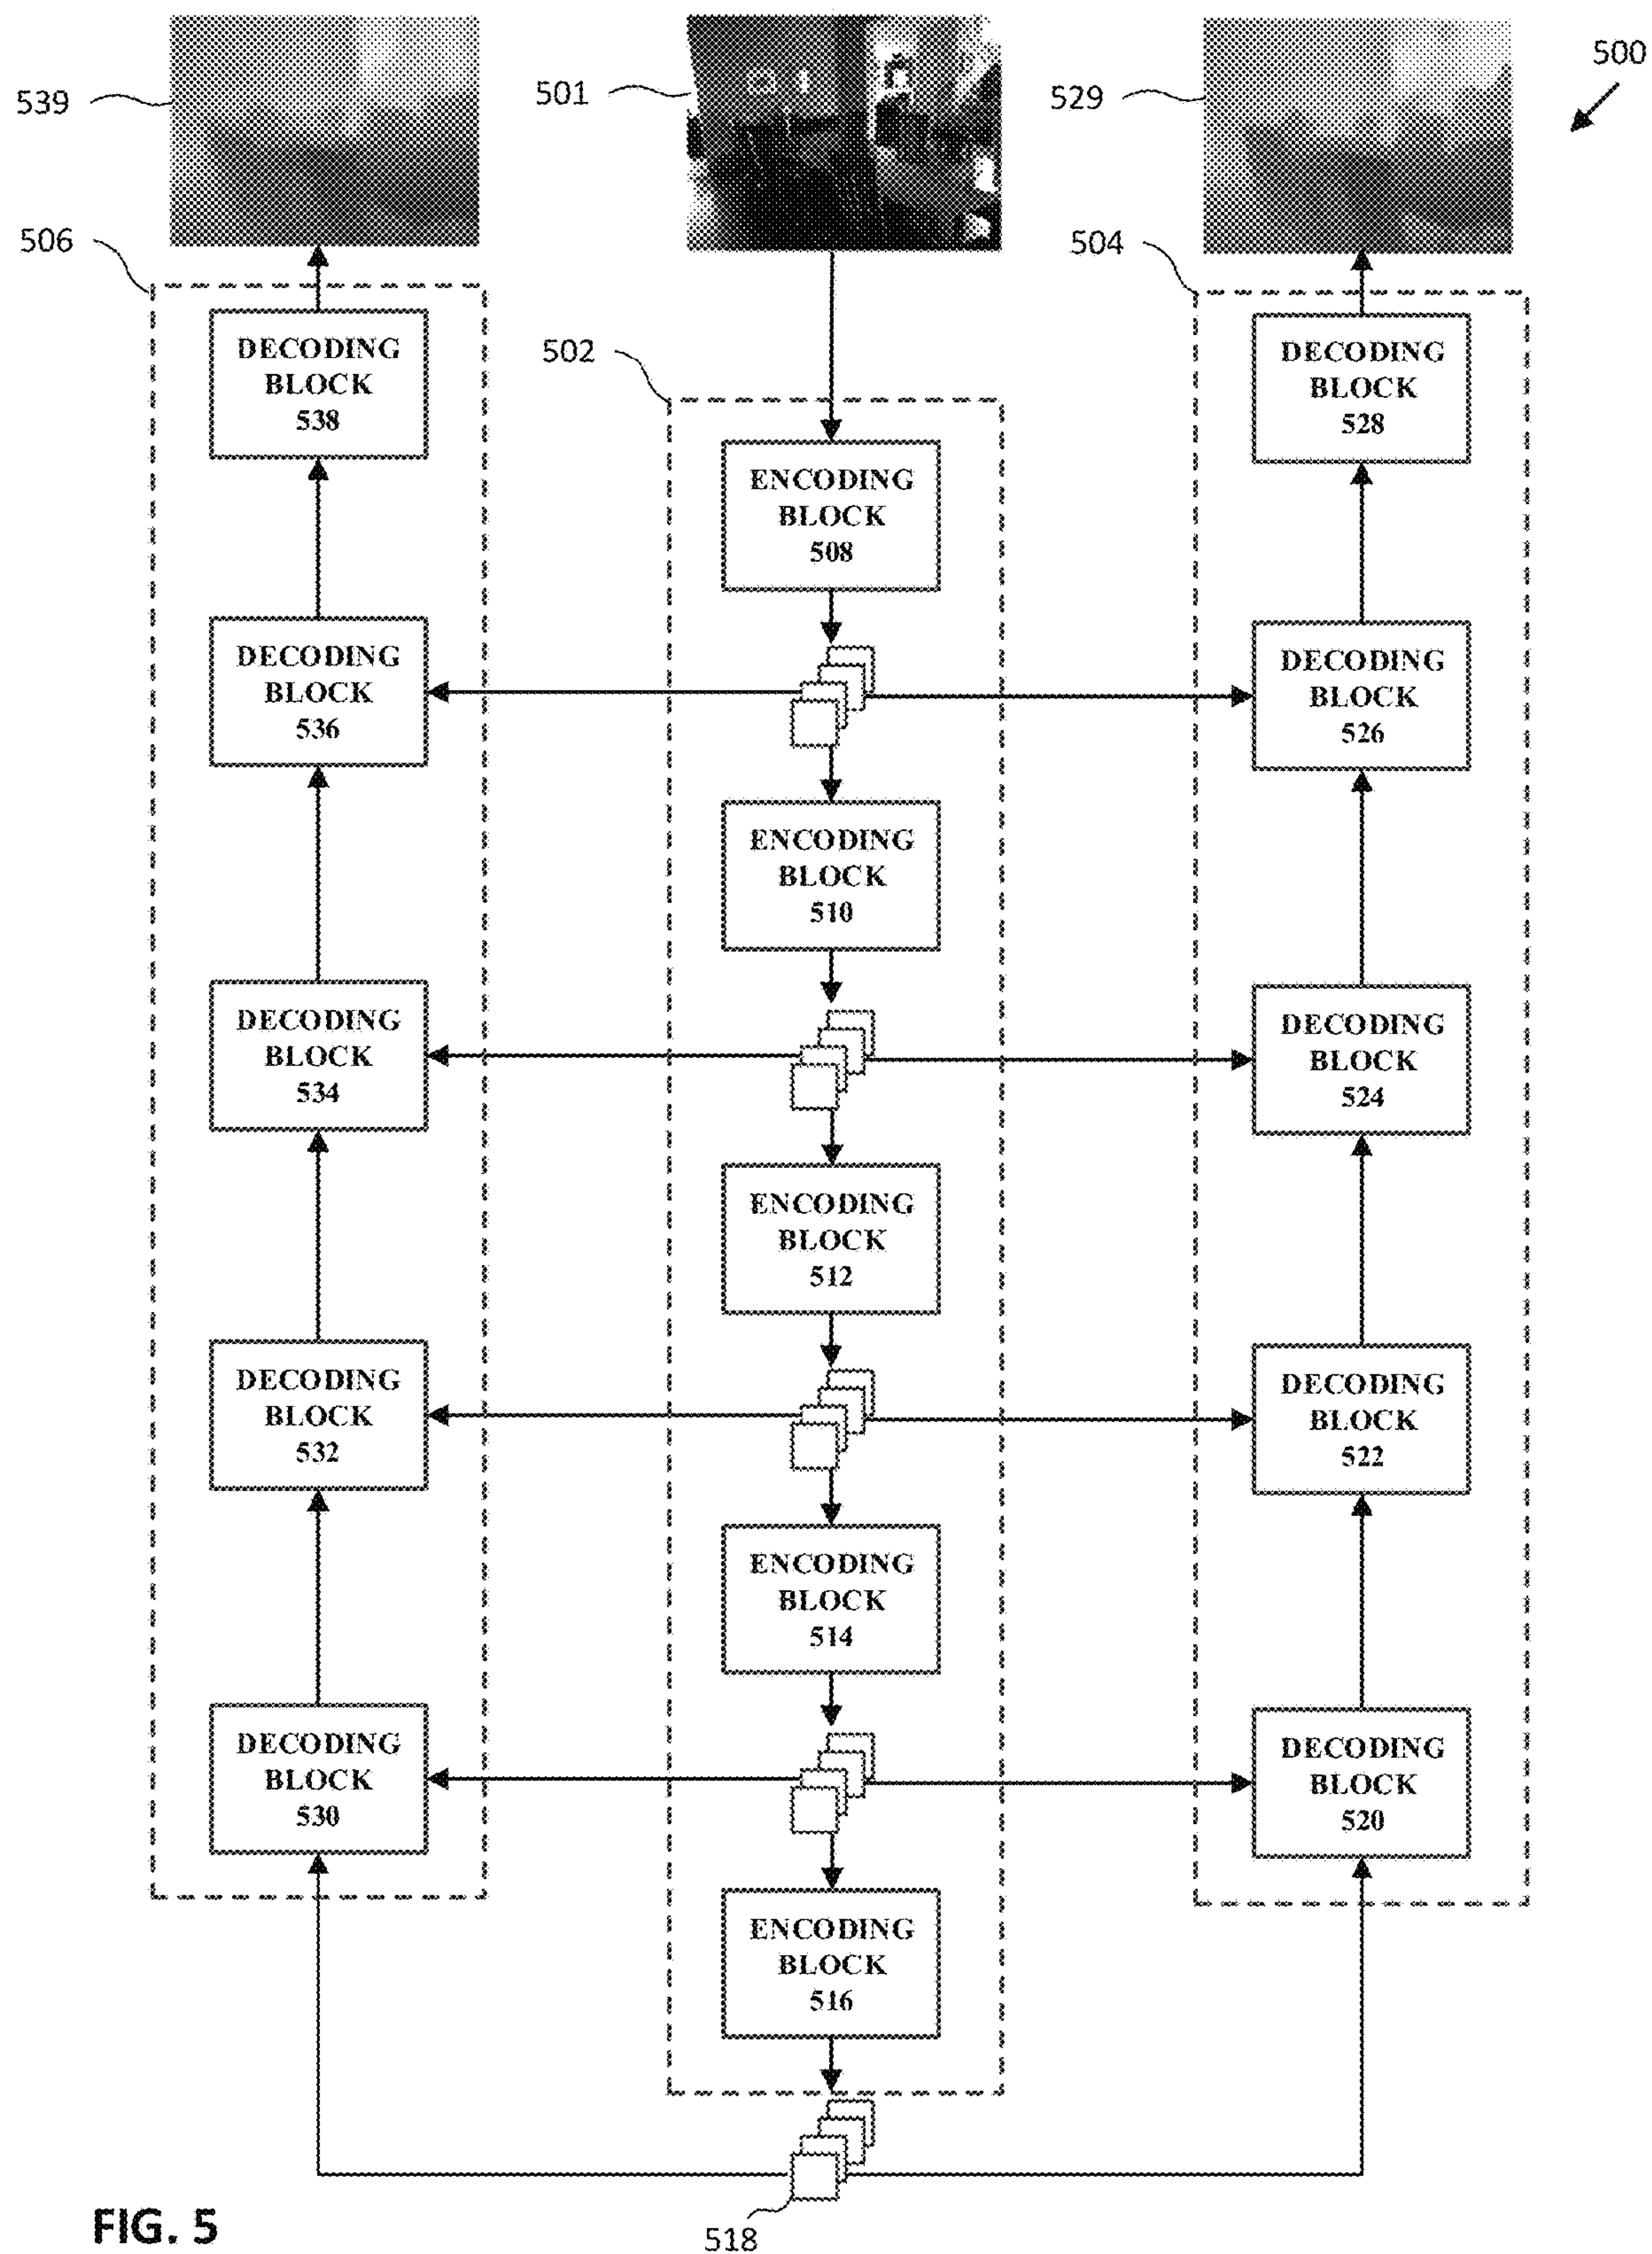 539
501
529
500
506
504
502
DECODING
BLOCK
538
DECODING
BLOCK
528
ENCODING
BLOCK
508
DECODING
BLOCK
536
DECODING
BLOCK
526
ENCODING
BLOCK
510
DECODING
BLOCK
534
DECODING
BLOCK
524
ENCODING
BLOCK
512
DECODING
BLOCK
532
DECODING
BLOCK
522
ENCODING
BLOCK
514
DECODING
BLOCK
530
DECODING
BLOCK
520
ENCODING
BLOCK
516
518
FIG. 5